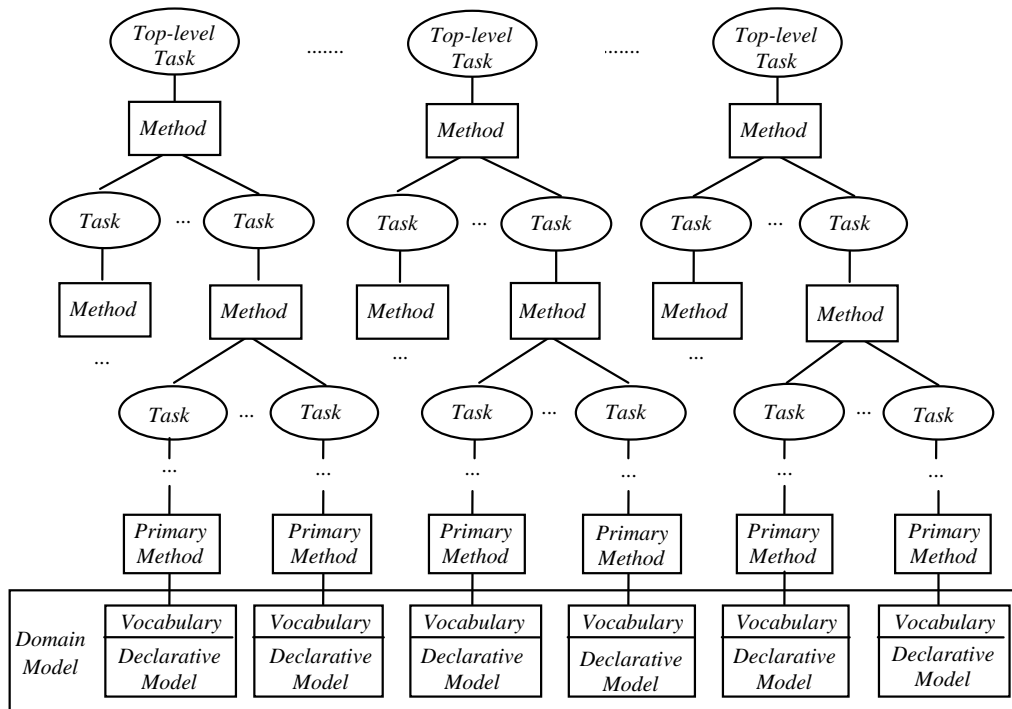 Top-level ....... Top-level ....... Top-level
Task Task Task
Method Method Method
Task ... Task Task ... Task Task ... Task
Method Method Method Method Method Method
... ... ...
Task ... Task Task ... Task Task ... Task
... ... ... ... ... ...
Primary Primary Primary Primary Primary Primary
Method Method Method Method Method Method
Vocabulary Vocabulary Vocabulary Vocabulary Vocabulary Vocabulary
Domain Declarative Declarative Declarative Declarative Declarative Declarative
Model Model Model Model Model Model Model